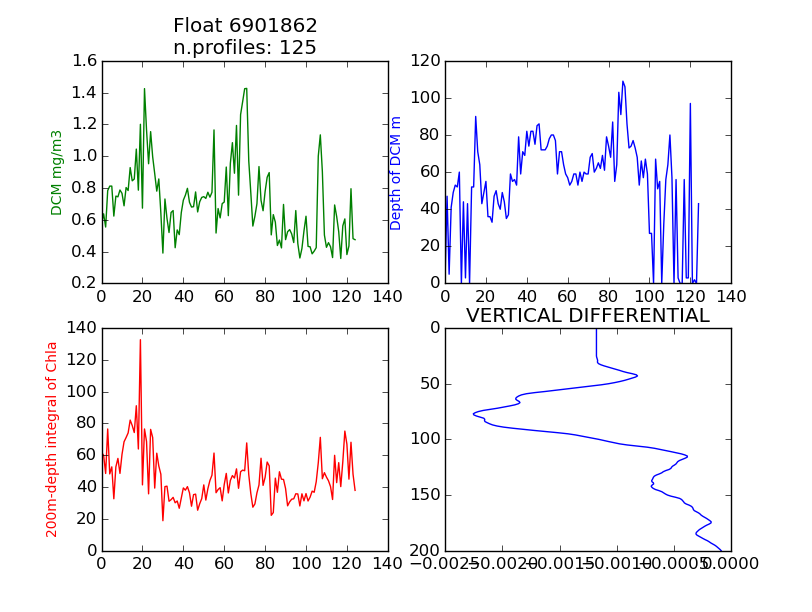 Float 6901862
n.profiles: 125
DCM mg/m3
1.6
1.4
1.2
1.0
0.8
0.6
0.4
0.2
0 20 40 60 80 100 120 140
Depth of DCM m
120
100
80
60
40
20
0
0 20 40 60 80 100 120 140
200m-depth integral of Chla
140
120
100
80
60
40
20
0
0 20 40 60 80 100 120 140
VERTICAL DIFFERENTIAL
0
50
100
150
200
−0.0025 −0.0020 −0.0015 −0.0010 −0.0005 0.0000